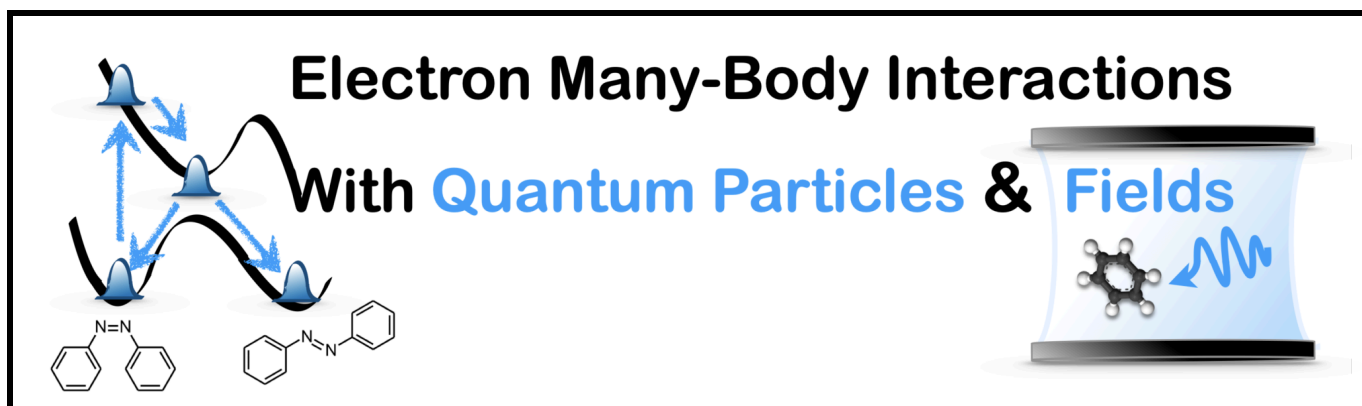 Electron Many-Body Interactions
With Quantum Particles & Fields
N=N
N
N